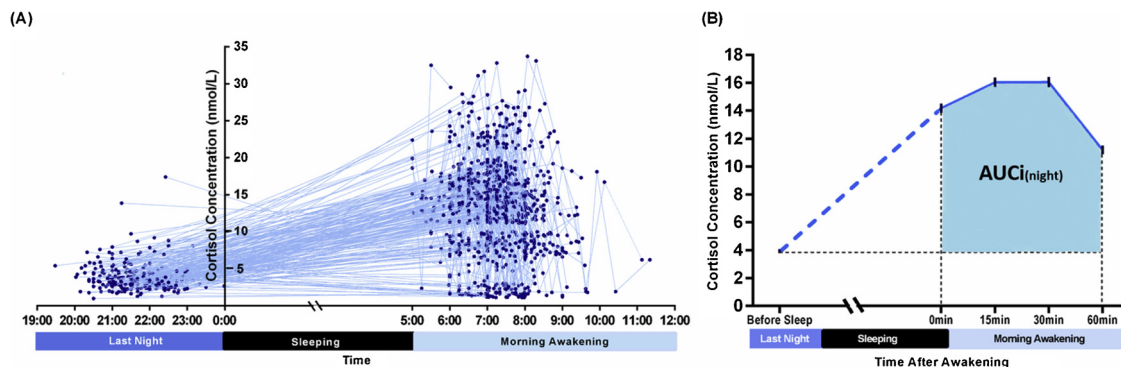 (A)
Cortisol Concentration (nmol/L)
35
30
25
20
15
10
5
19:00 20:00 21:00 22:00 23:00 0:00 5:00 6:00 7:00 8:00 9:00 10:00 11:00 12:00
Last Night Sleeping Morning Awakening
Time
(B)
Cortisol Concentration (nmol/L)
18
16
14
12
10
8
6
4
2
0
AUCi(night)
Before Sleep 0min 15min 30min 60min
Last Night Sleeping Morning Awakening
Time After Awakening